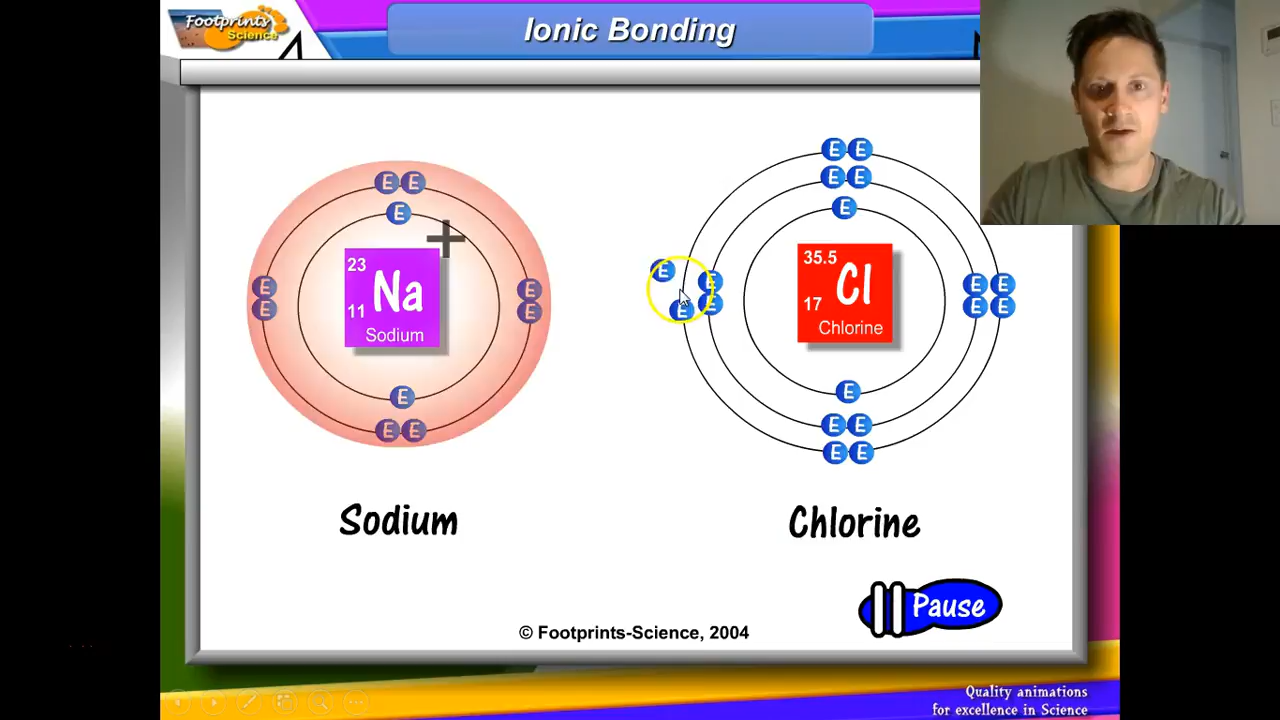 Footprints
Science
Ionic Bonding
E E
E
E
E
E
E
E
E
E E
+
23
Na
11
Sodium
E E
E E
E
E
E
E
E
E E
E E
E
E E
E E
35.5
Cl
17
Chlorine
Sodium
Chlorine
Pause
© Footprints-Science, 2004
Quality animations
for excellence in Science